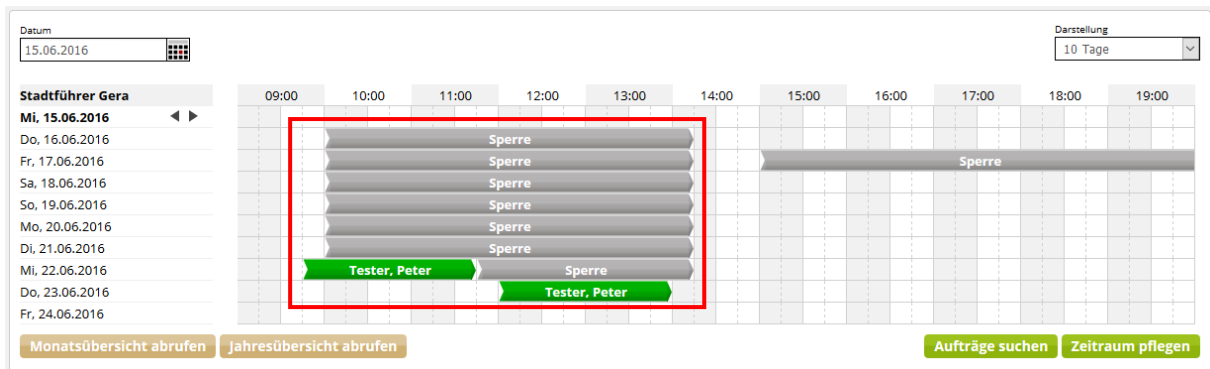 Datum
Darstellung
15.06.2016
10 Tage
Stadtführer Gera 09:00 10:00 11:00 12:00 13:00 14:00 15:00 16:00 17:00 18:00 19:00
Mi, 15.06.2016
Do, 16.06.2016 Sperre
Fr, 17.06.2016 Sperre Sperre
Sa, 18.06.2016 Sperre
So, 19.06.2016 Sperre
Mo, 20.06.2016 Sperre
Di, 21.06.2016 Sperre
Mi, 22.06.2016 Tester, Peter Sperre
Do, 23.06.2016 Tester, Peter
Fr, 24.06.2016
Monatsübersicht abrufen Jahresübersicht abrufen Aufträge suchen Zeitraum pflegen